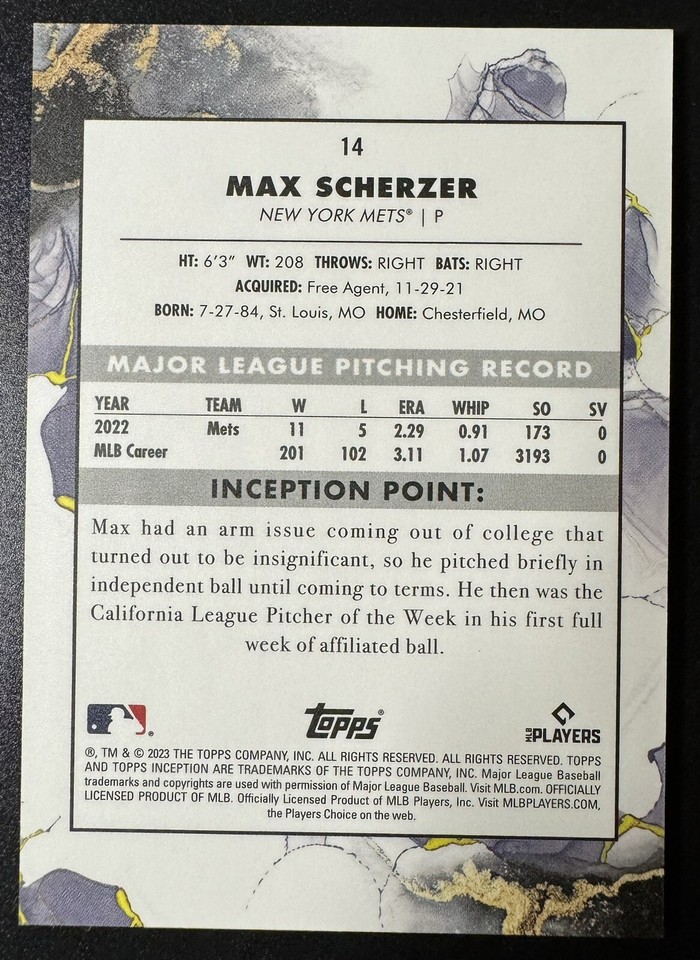 14
MAX SCHERZER
NEW YORK METS® | P
HT: 6'3" WT: 208 THROWS: RIGHT BATS: RIGHT
ACQUIRED: Free Agent, 11-29-21
BORN: 7-27-84, St. Louis, MO HOME: Chesterfield, MO
MAJOR LEAGUE PITCHING RECORD
YEAR TEAM W L ERA WHIP SO SV
2022 Mets 11 5 2.29 0.91 173 0
MLB Career 201 102 3.11 1.07 3193 0
INCEPTION POINT:
Max had an arm issue coming out of college that
turned out to be insignificant, so he pitched briefly in
independent ball until coming to terms. He then was the
California League Pitcher of the Week in his first full
week of affiliated ball.
Topps® MLB PLAYERS
®, TM & © 2023 THE TOPPS COMPANY, INC. ALL RIGHTS RESERVED. ALL RIGHTS RESERVED. TOPPS
AND TOPPS INCEPTION ARE TRADEMARKS OF THE TOPPS COMPANY, INC. Major League Baseball
trademarks and copyrights are used with permission of Major League Baseball. Visit MLB.com. OFFICIALLY
LICENSED PRODUCT OF MLB. Officially Licensed Product of MLB Players, Inc. Visit MLBPLAYERS.COM,
the Players Choice on the web.